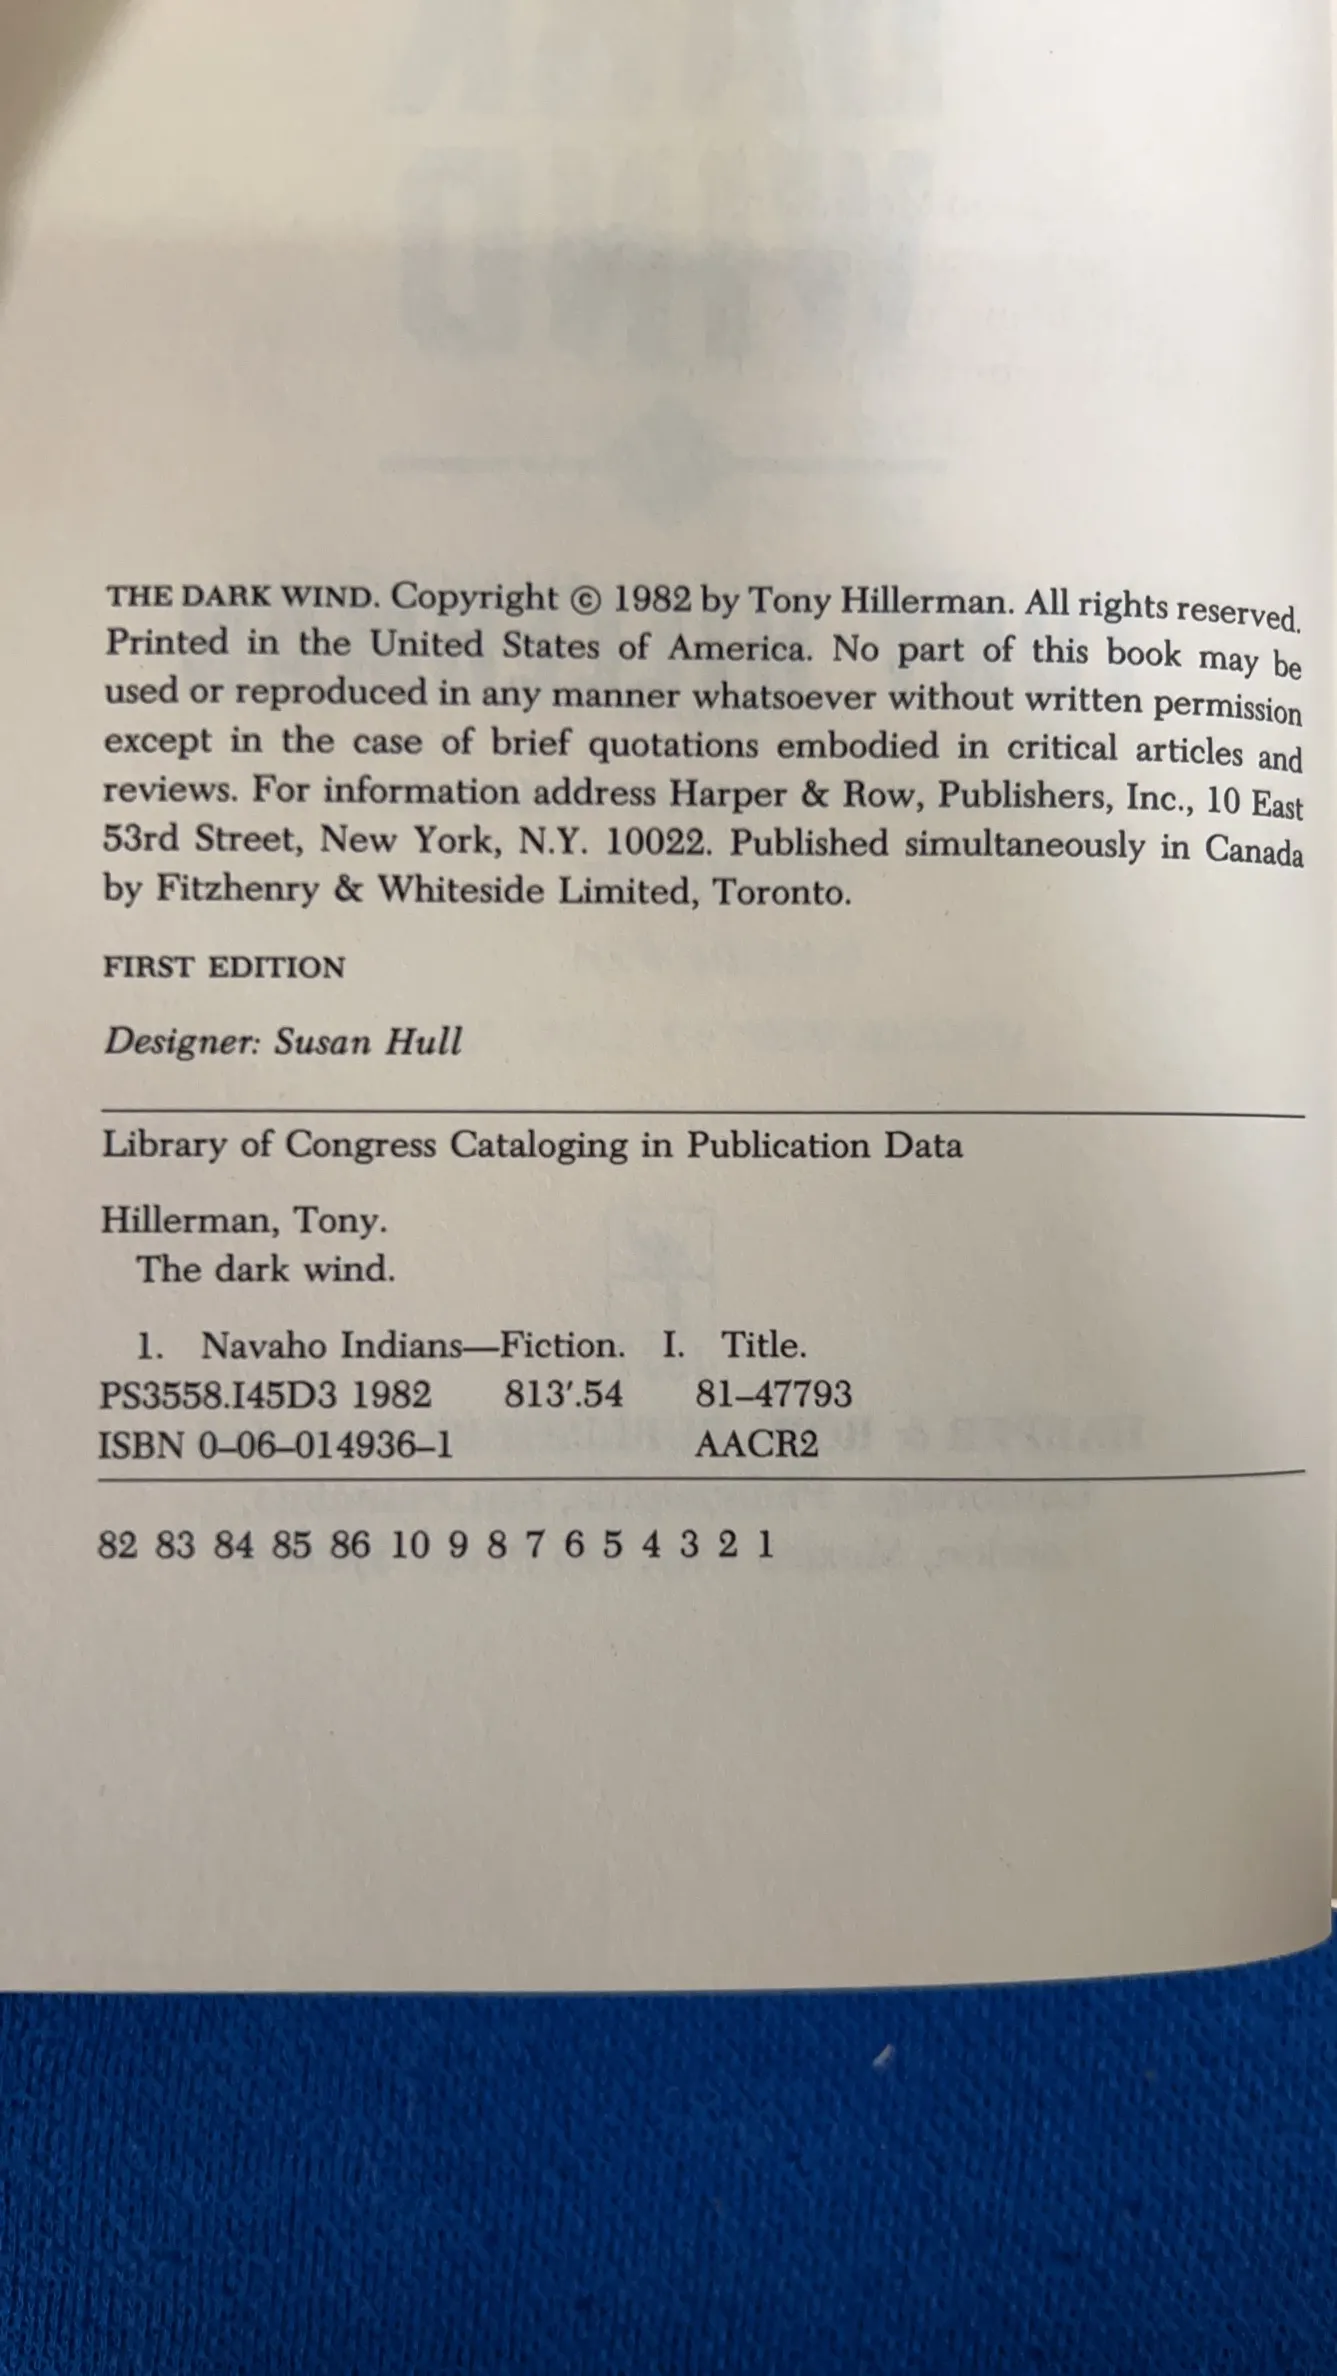 THE DARK WIND. Copyright © 1982 by Tony Hillerman. All rights reserved.
Printed in the United States of America. No part of this book may be
used or reproduced in any manner whatsoever without written permission
except in the case of brief quotations embodied in critical articles and
reviews. For information address Harper & Row, Publishers, Inc., 10 East
53rd Street, New York, N.Y. 10022. Published simultaneously in Canada
by Fitzhenry & Whiteside Limited, Toronto.
FIRST EDITION
Designer: Susan Hull
Library of Congress Cataloging in Publication Data
Hillerman, Tony.
The dark wind.
1. Navaho Indians—Fiction. I. Title.
PS3558.I45D3 1982 813′.54 81–47793
ISBN 0–06–014936–1 AACR2
82 83 84 85 86 10 9 8 7 6 5 4 3 2 1